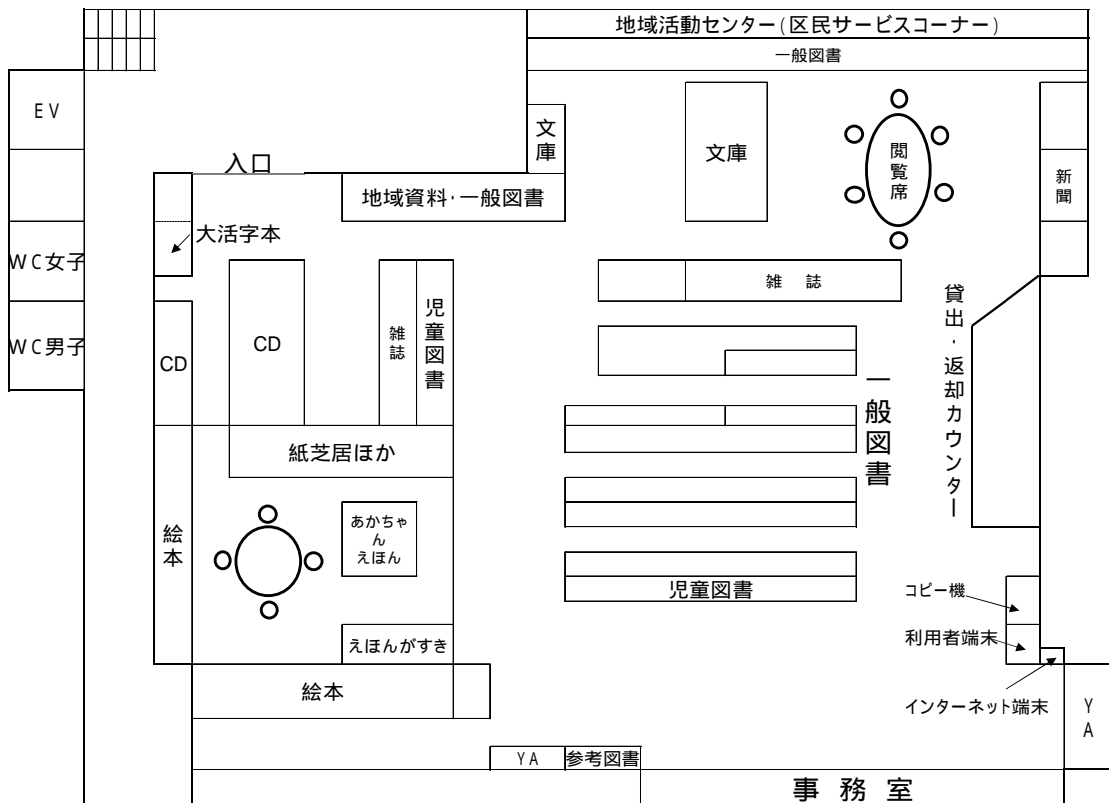 地域活動センター(区民サービスコーナー)
一般図書
EV
文庫
文庫
閲覧席
新聞
入口
地域資料・一般図書
大活字本
WC女子
WC男子
CD
CD
雑誌
児童図書
雑 誌
貸出・返却カウンター
一般図書
紙芝居ほか
絵本
あかちゃ
ん
えほん
児童図書
コピー機
利用者端末
えほんがすき
絵本
インターネット端末
YA
YA
参考図書
事 務 室